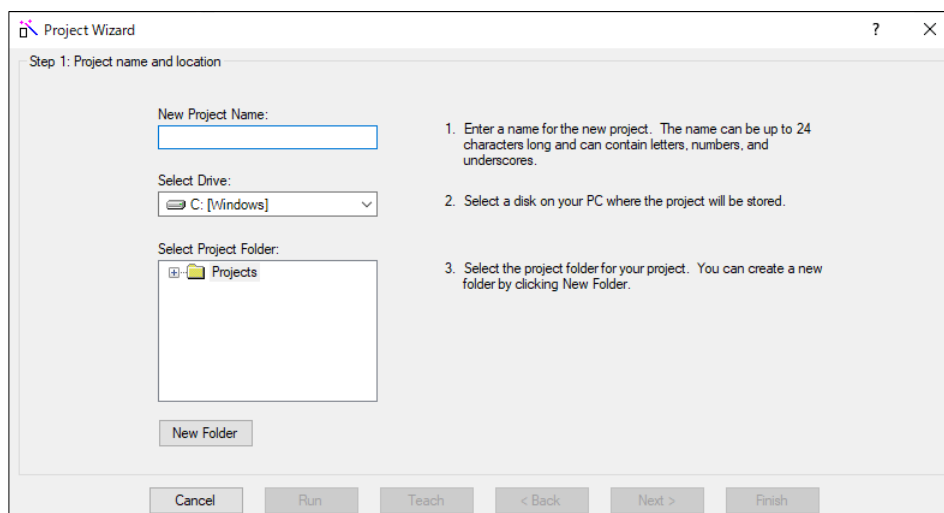 Project Wizard
?
Step 1: Project name and location
New Project Name:
1. Enter a name for the new project. The name can be up to 24
characters long and can contain letters, numbers, and
underscores.
Select Drive:
C: [Windows]
2. Select a disk on your PC where the project will be stored.
Select Project Folder:
Projects
3. Select the project folder for your project. You can create a new
folder by clicking New Folder.
New Folder
Cancel
Run
Teach
< Back
Next >
Finish